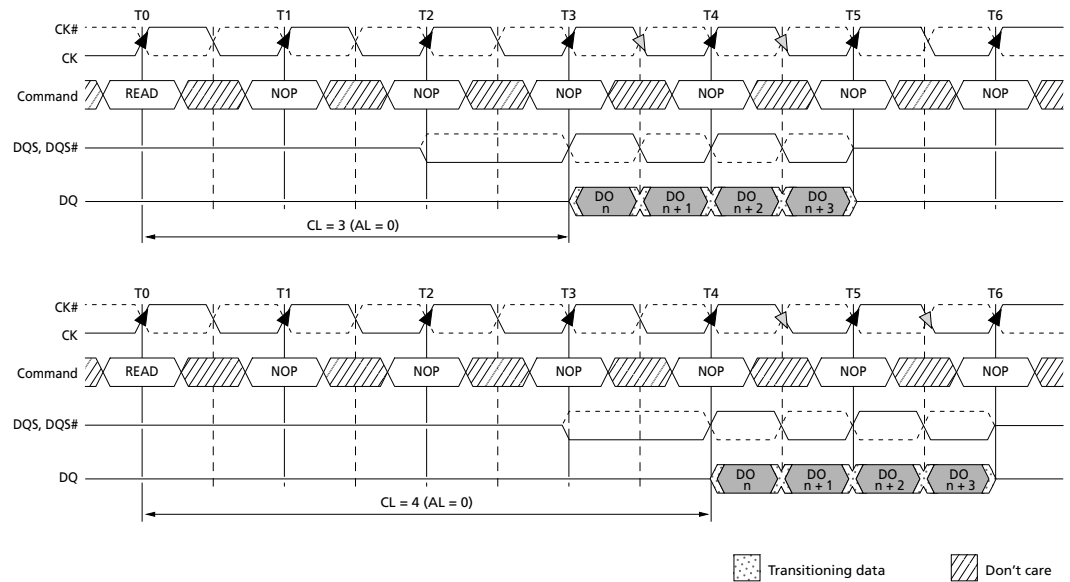 T0 T1 T2 T3 T4 T5 T6
CK#
CK
Command READ NOP NOP NOP NOP NOP NOP
DQS, DQS#
DQ DO n DO n + 1 DO n + 2 DO n + 3
CL = 3 (AL = 0)
T0 T1 T2 T3 T4 T5 T6
CK#
CK
Command READ NOP NOP NOP NOP NOP NOP
DQS, DQS#
DQ DO n DO n + 1 DO n + 2 DO n + 3
CL = 4 (AL = 0)
Transitioning data Don't care